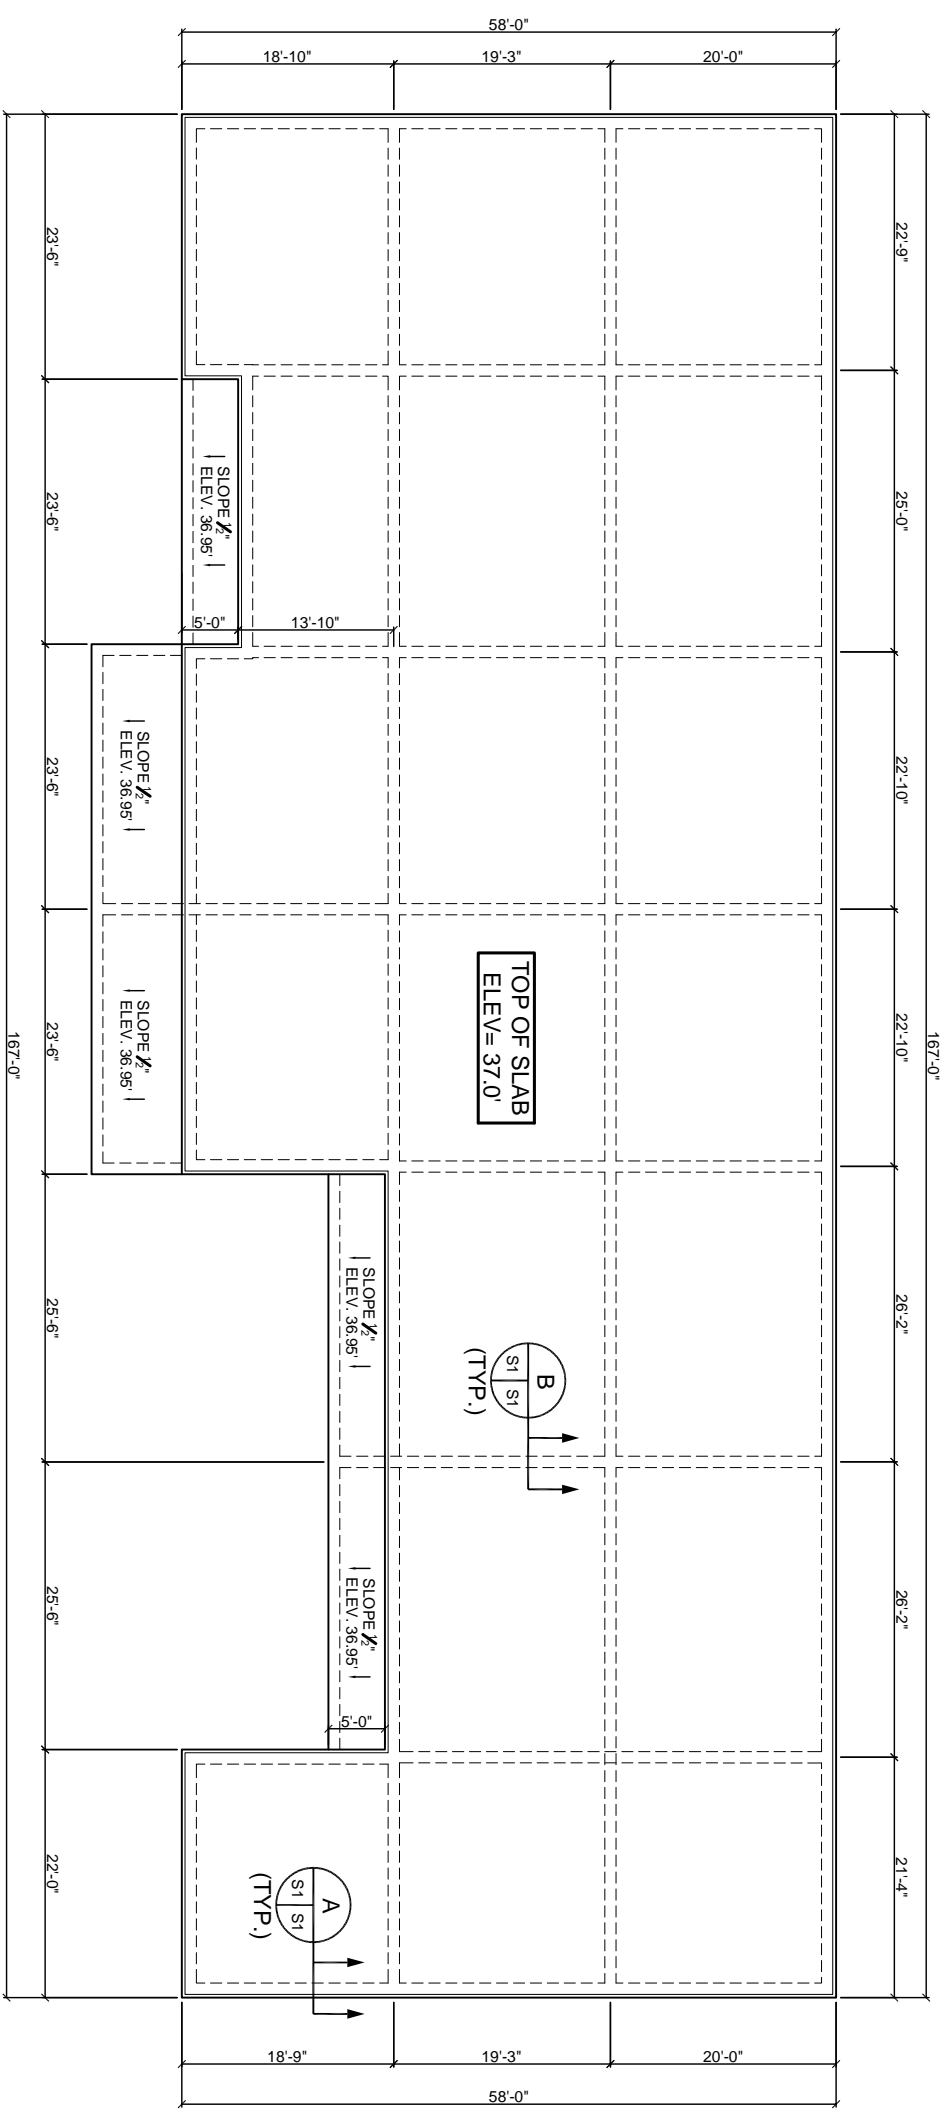 58'-0"
18'-10"
19'-3"
20'-0"
23'-6"
22'-9"
23'-6"
SLOPE ½"
ELEV. 36.95'
25'-0"
5'-0"
13'-10"
23'-6"
SLOPE ½"
ELEV. 36.95'
22'-10"
TOP OF SLAB
ELEV= 37.0'
167'-0"
23'-6"
SLOPE ½"
ELEV. 36.95'
22'-10"
167'-0"
25'-6"
SLOPE ½"
ELEV. 36.95'
26'-2"
B
S1 S1
(TYP.)
25'-6"
SLOPE ½"
ELEV. 36.95'
26'-2"
5'-0"
22'-0"
A
S1 S1
(TYP.)
21'-4"
18'-9"
19'-3"
20'-0"
58'-0"